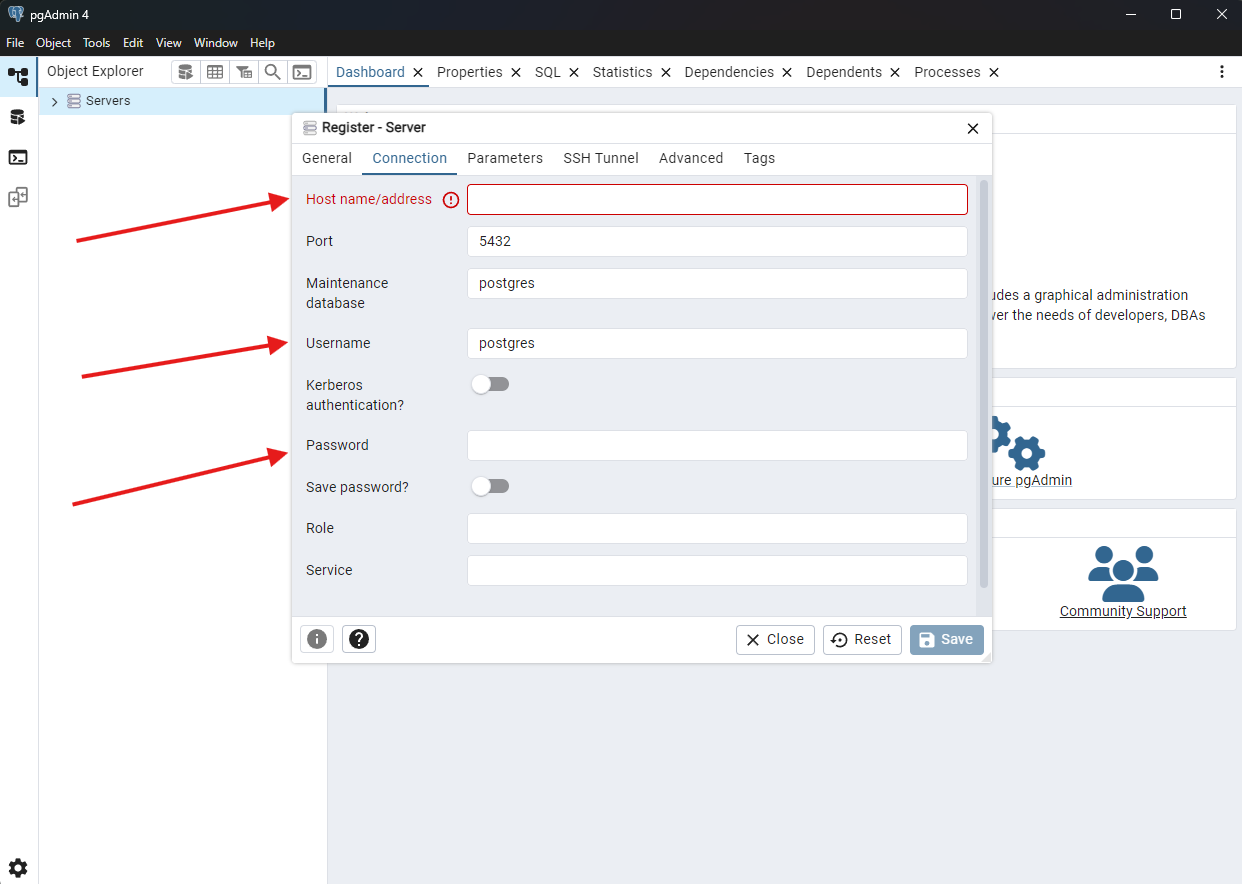 pgAdmin 4
File Object Tools Edit View Window Help
Object Explorer
Dashboard Properties SQL Statistics Dependencies Dependents Processes
Servers
Register - Server
General Connection Parameters SSH Tunnel Advanced Tags
Host name/address
Port 5432
Maintenance
database
postgres
Username postgres
Kerberos
authentication?
Password
Save password?
Role
Service
Close Reset Save
udes a graphical administration
ver the needs of developers, DBAs
ure pgAdmin
Community Support